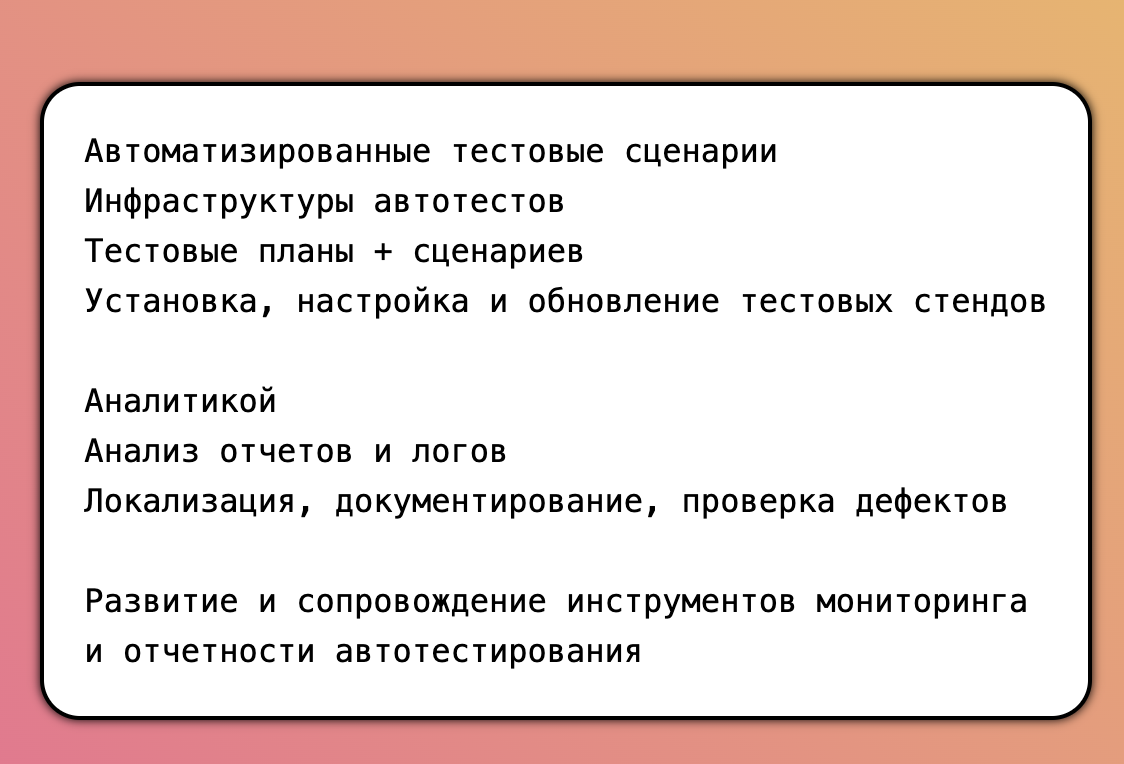 Автоматизированные тестовые сценарии
Инфраструктуры автотестов
Тестовые планы + сценариев
Установка, настройка и обновление тестовых стендов
Аналитикой
Анализ отчетов и логов
Локализация, документирование, проверка дефектов
Развитие и сопровождение инструментов мониторинга
и отчетности автотестирования